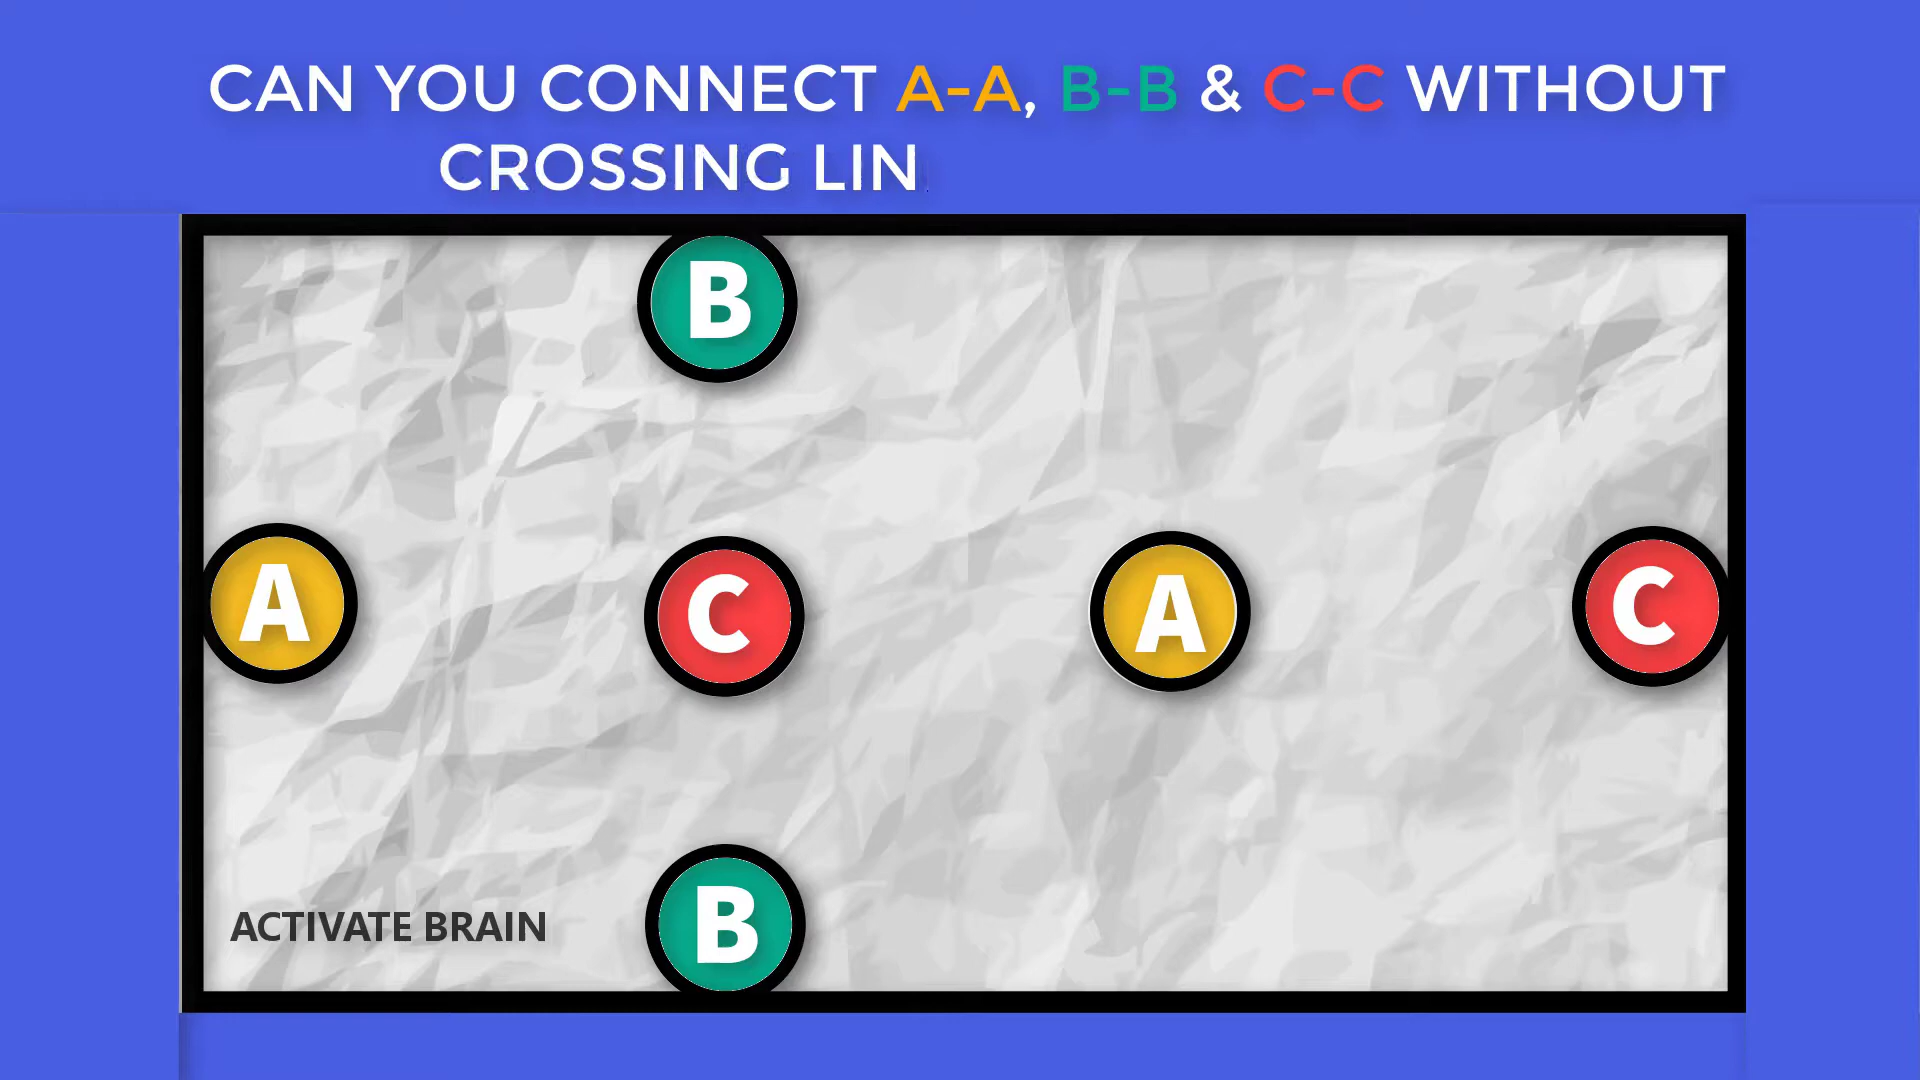 CAN YOU CONNECT A-A, B-B & C-C WITHOUT
CROSSING LIN
B
A C A C
B
ACTIVATE BRAIN